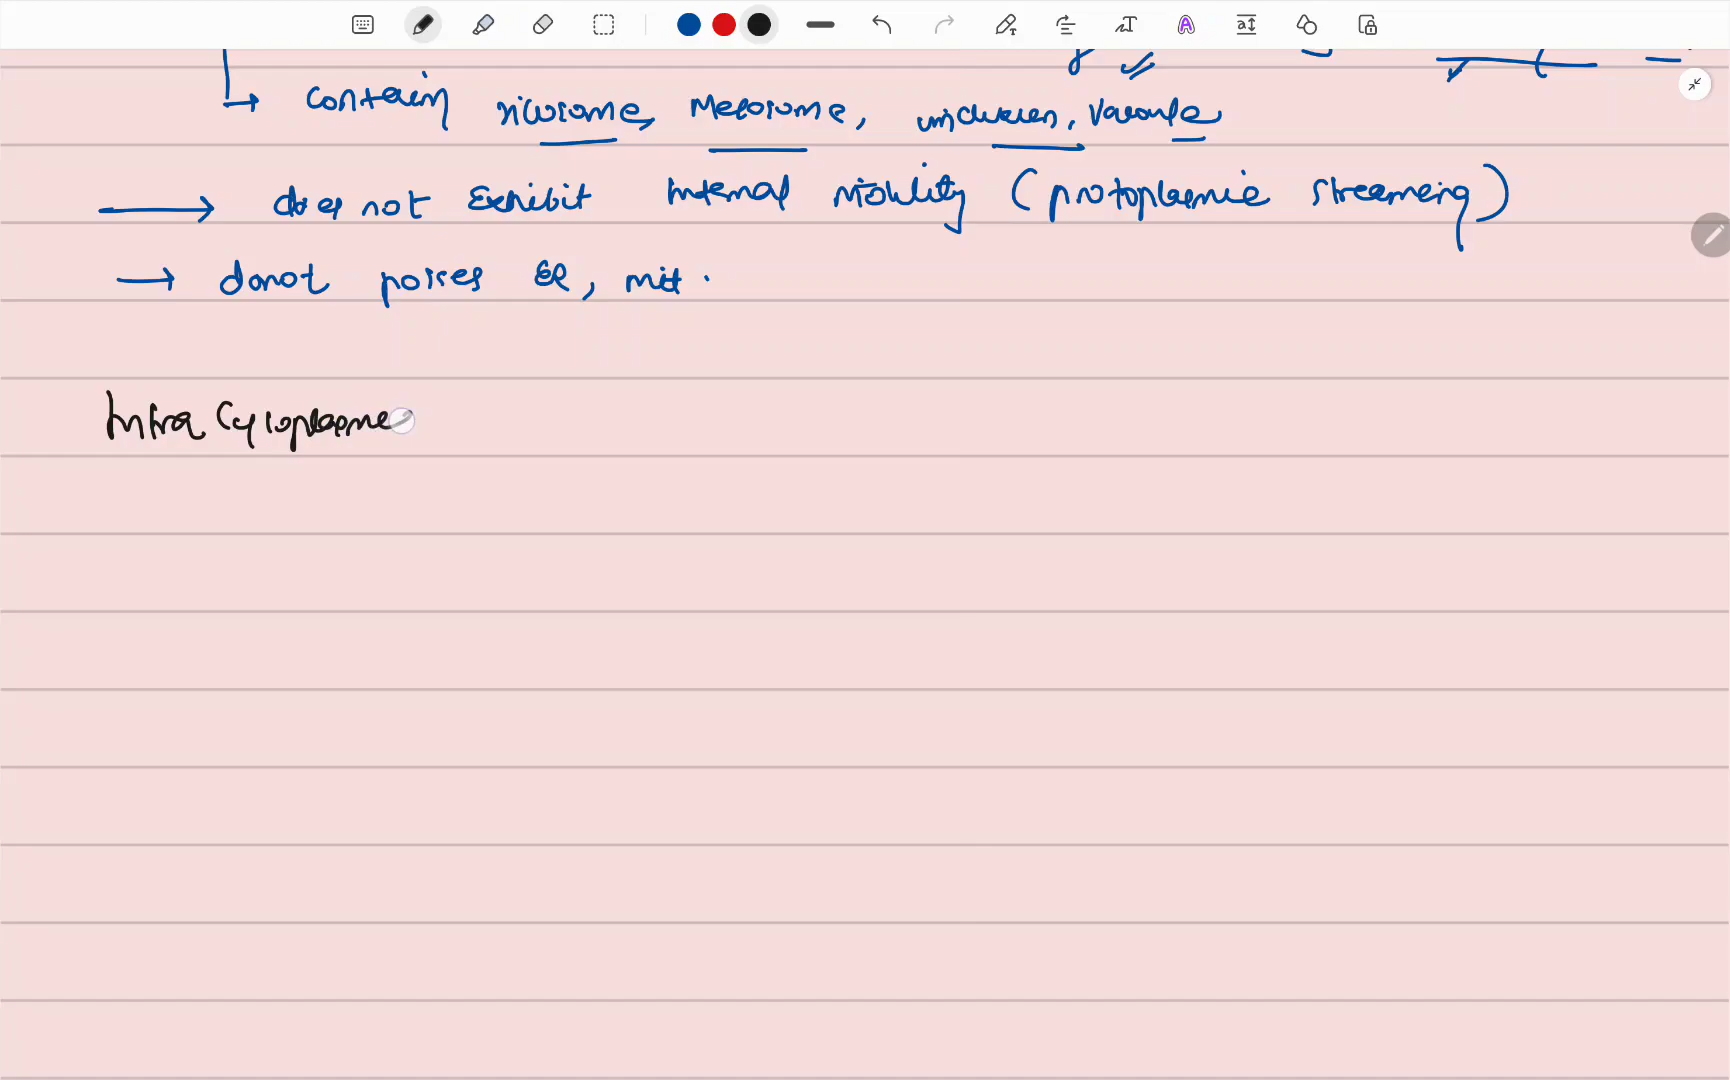 contain ribosome, Mesosome, inclusion, Vacuole
does not Exhibit Internal mobility (protoplasmic streaming)
donot posses ER, mit.
Intra Cytoplasmic